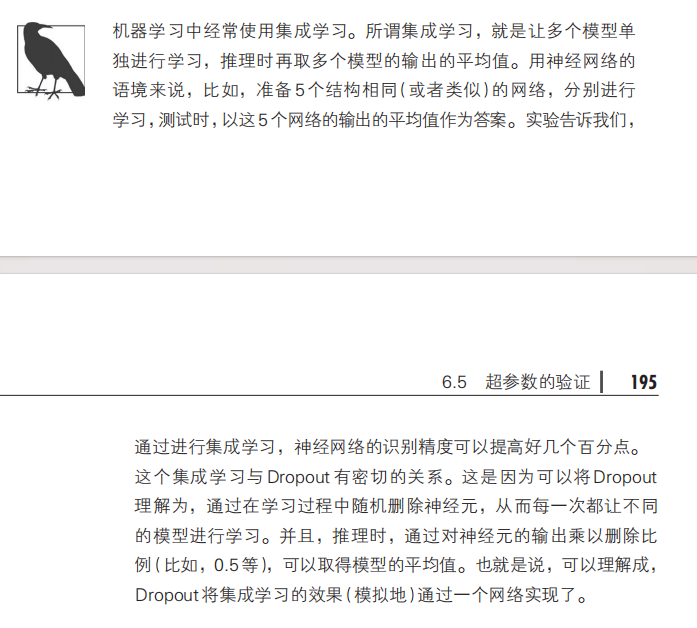 机器学习中经常使用集成学习。所谓集成学习，就是让多个模型单
独进行学习，推理时再取多个模型的输出的平均值。用神经网络的
语境来说，比如，准备5个结构相同(或者类似)的网络，分别进行
学习，测试时，以这5个网络的输出的平均值作为答案。实验告诉我们，
6.5 超参数的验证 195
通过进行集成学习，神经网络的识别精度可以提高好几个百分点。
这个集成学习与Dropout有密切的关系。这是因为可以将Dropout
理解为，通过在学习过程中随机删除神经元，从而每一次都让不同
的模型进行学习。并且，推理时，通过对神经元的输出乘以删除比
例(比如，0.5等)，可以取得模型的平均值。也就是说，可以理解成，
Dropout将集成学习的效果(模拟地)通过一个网络实现了。